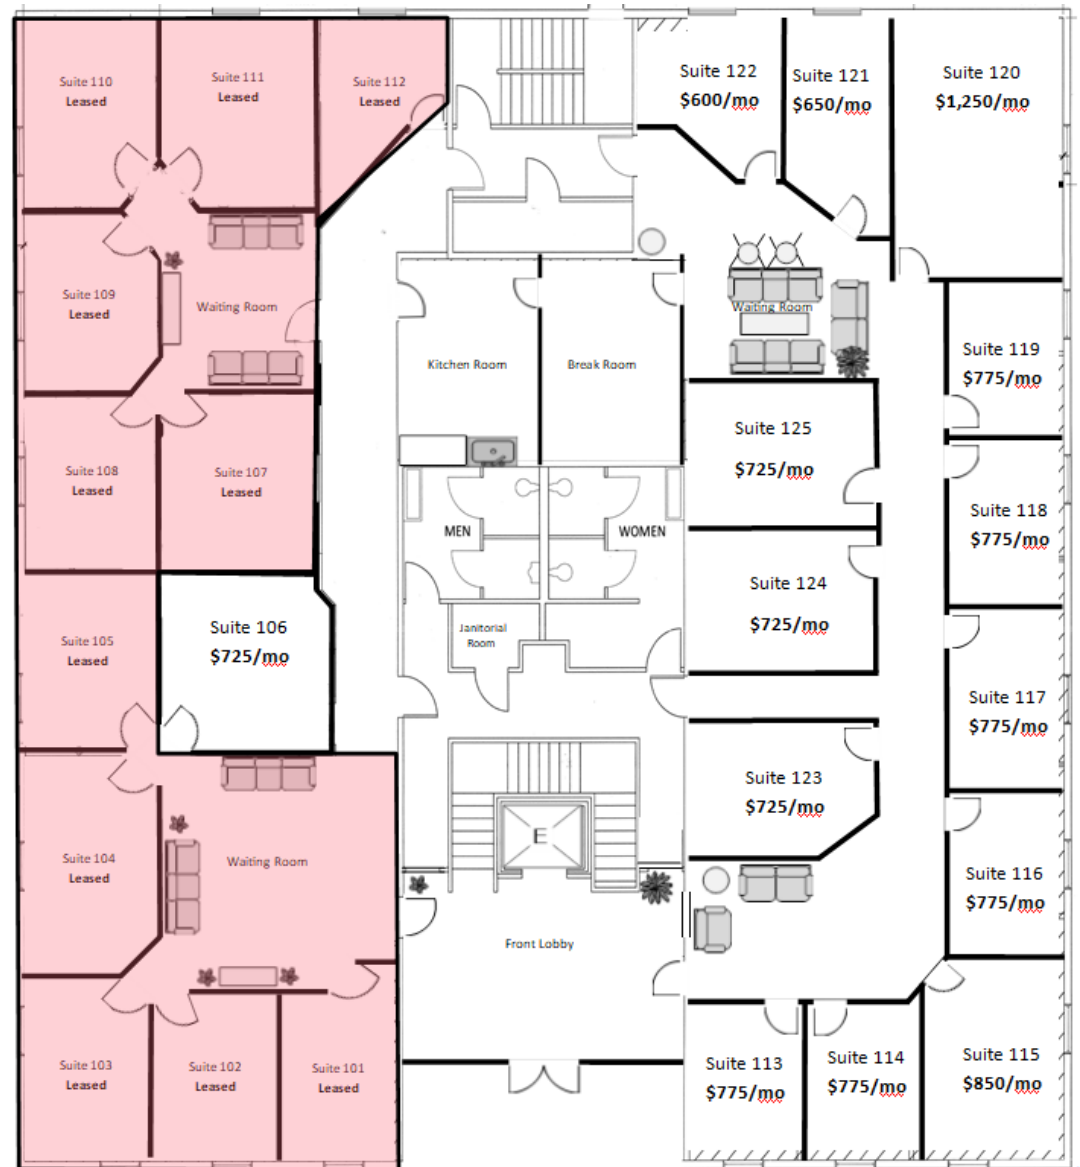 Suite 110
Leased
Suite 111
Leased
Suite 112
Leased
Suite 122
$600/mo
Suite 121
$650/mo
Suite 120
$1,250/mo
Suite 109
Leased
Waiting Room
Waiting Room
Kitchen Room
Break Room
Suite 119
$775/mo
Suite 108
Leased
Suite 107
Leased
Suite 125
$725/mo
MEN
WOMEN
Suite 118
$775/mo
Suite 105
Leased
Suite 106
$725/mo
Janitorial
Room
Suite 124
$725/mo
Suite 117
$775/mo
Suite 123
$725/mo
Suite 104
Leased
Waiting Room
E
Suite 116
$775/mo
Front Lobby
Suite 103
Leased
Suite 102
Leased
Suite 101
Leased
Suite 113
$775/mo
Suite 114
$775/mo
Suite 115
$850/mo